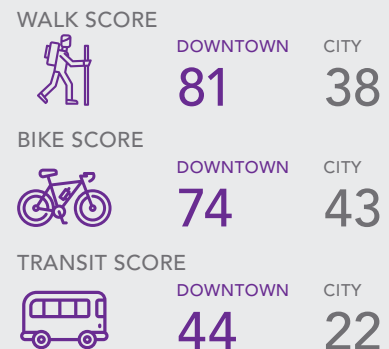 WALK SCORE
DOWNTOWN CITY
81 38
BIKE SCORE
DOWNTOWN CITY
74 43
TRANSIT SCORE
DOWNTOWN CITY
44 22